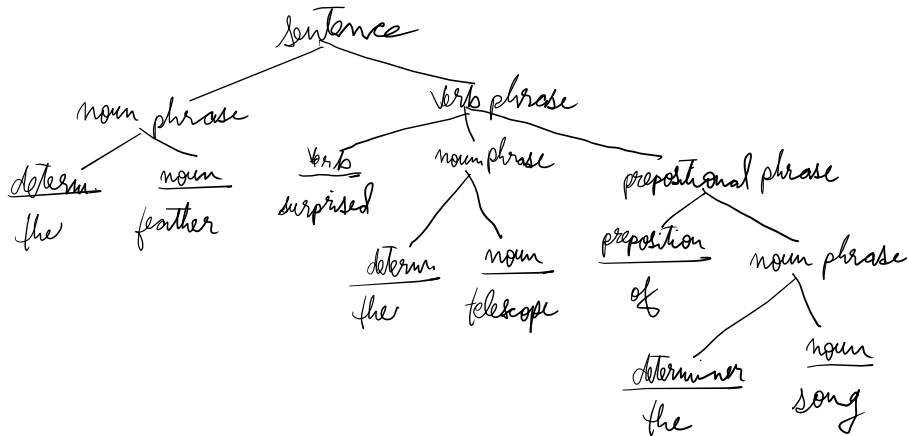 sentence
noun phrase
verb phrase
determ.
the
noun
feather
verb
surprised
noun phrase
determ.
the
noun
telescope
prepositional phrase
preposition
of
noun phrase
determiner
the
noun
song